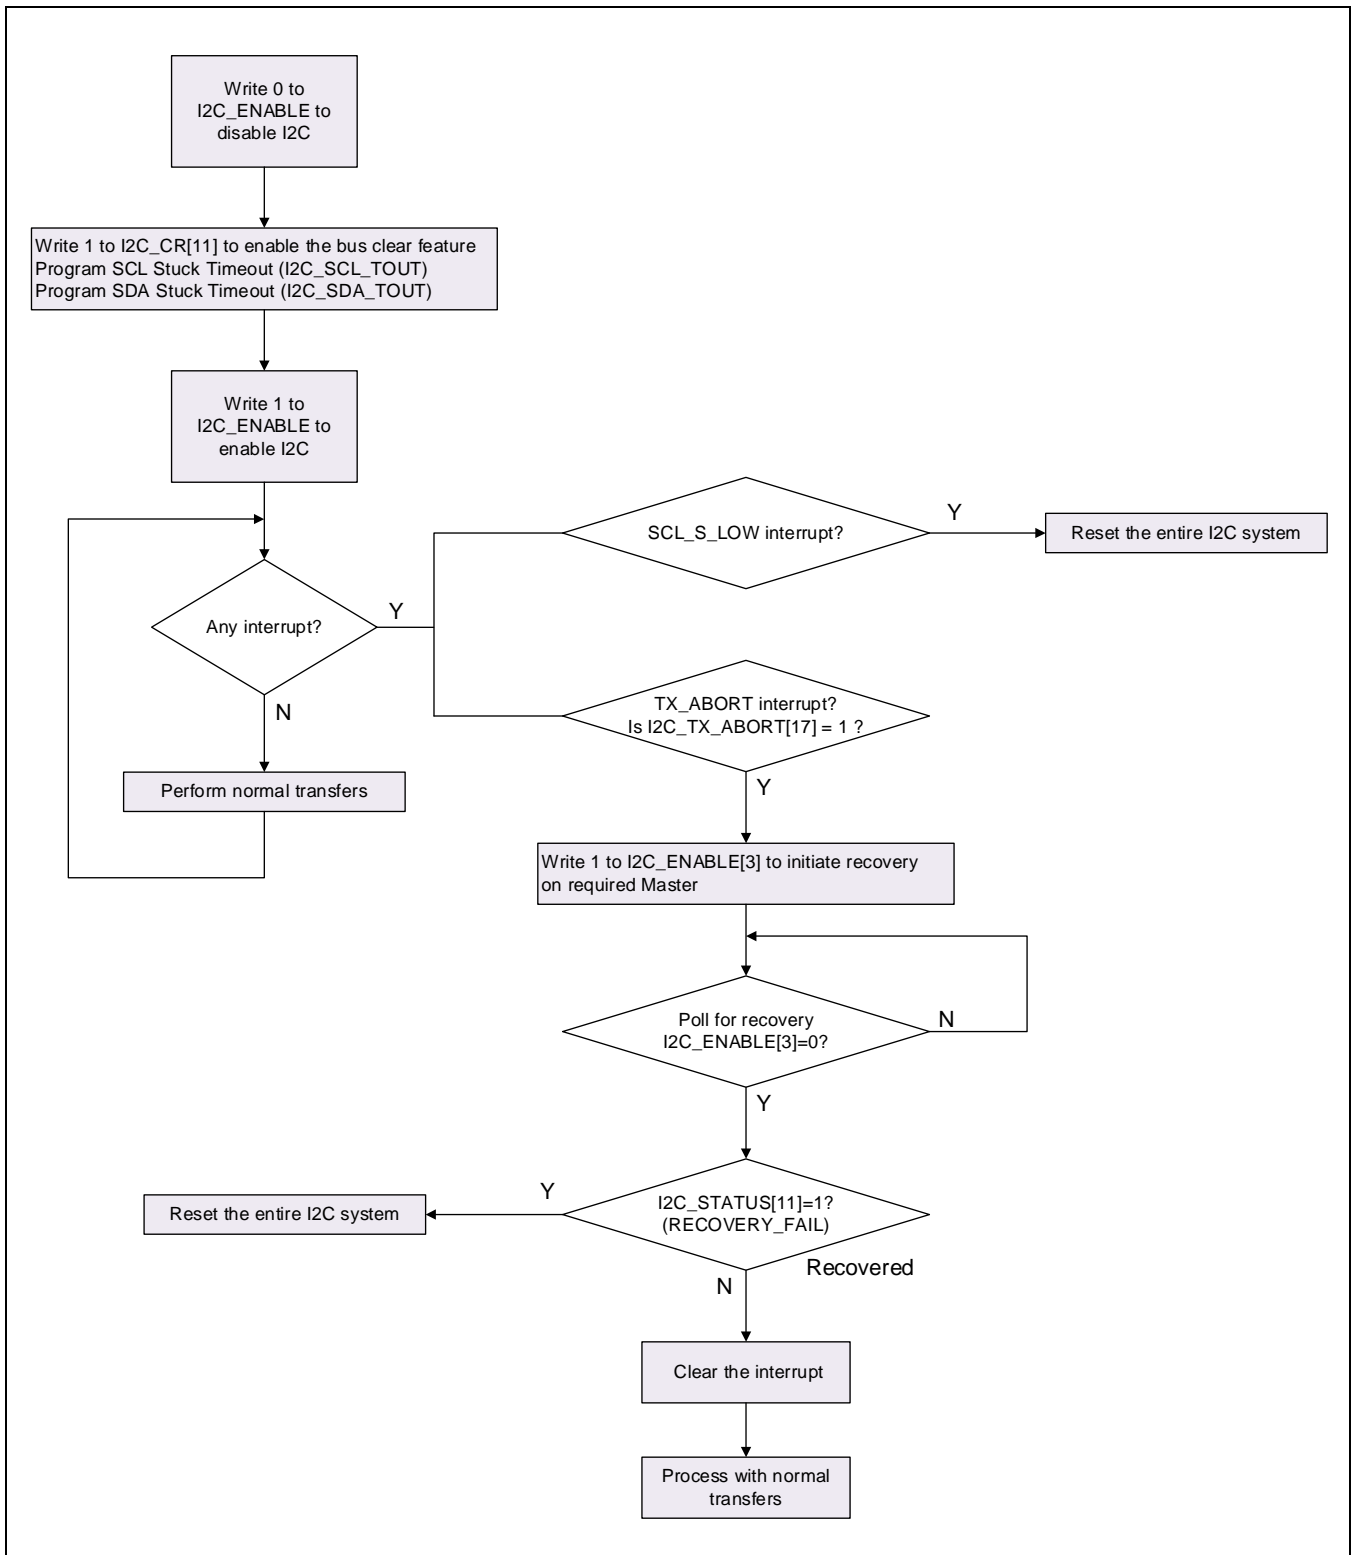 Write 0 to
I2C_ENABLE to
disable I2C
Write 1 to I2C_CR[11] to enable the bus clear feature
Program SCL Stuck Timeout (I2C_SCL_TOUT)
Program SDA Stuck Timeout (I2C_SDA_TOUT)
Write 1 to
I2C_ENABLE to
enable I2C
SCL_S_LOW interrupt?
Y
Reset the entire I2C system
Any interrupt?
Y
N
TX_ABORT interrupt?
Is I2C_TX_ABORT[17] = 1 ?
Y
Perform normal transfers
Write 1 to I2C_ENABLE[3] to initiate recovery
on required Master
Poll for recovery
I2C_ENABLE[3]=0?
N
Y
I2C_STATUS[11]=1?
(RECOVERY_FAIL)
Y
Reset the entire I2C system
Recovered
N
Clear the interrupt
Process with normal
transfers